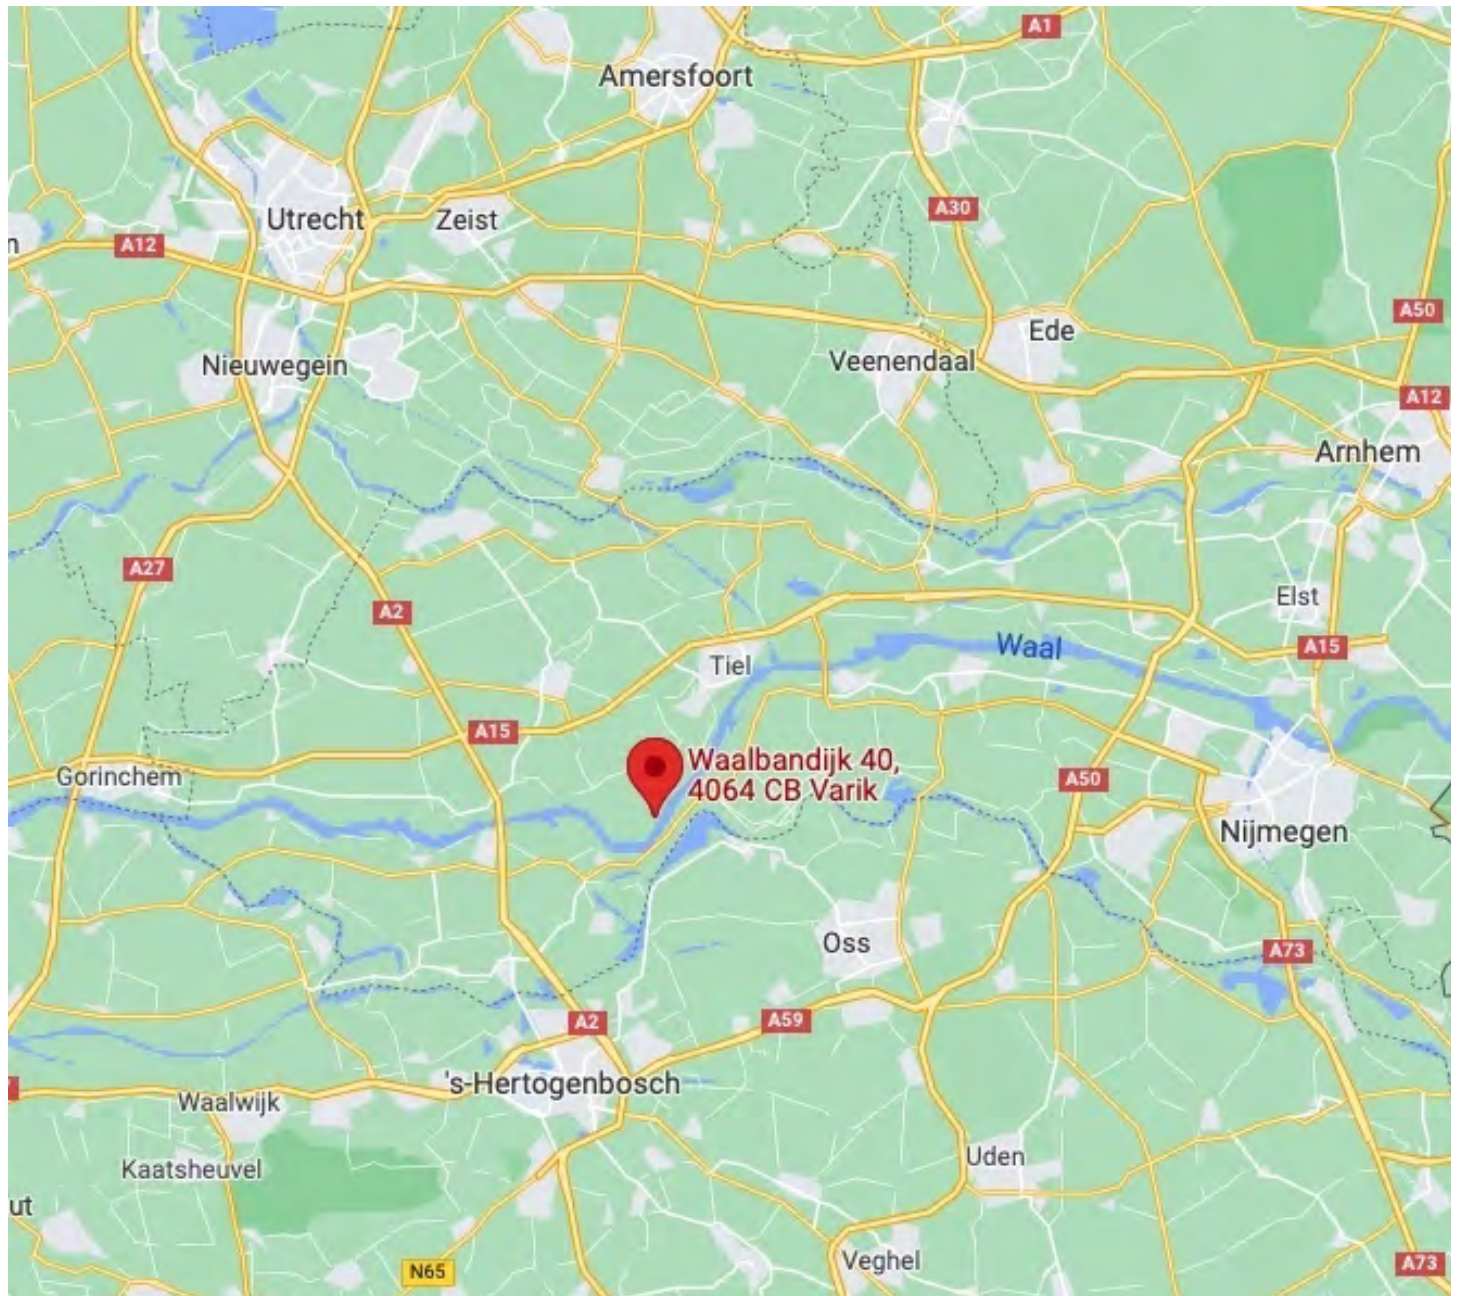 A1
Amersfoort
A30
Utrecht
Zeist
n
A12
A50
Ede
Veenendaal
Nieuwegein
A12
Arnhem
A27
A2
Elst
Waal
A15
Tiel
A15
Gorinchem
Waalbandijk 40,
4064 CB Varik
A50
Nijmegen
Oss
A73
A2
A59
's-Hertogenbosch
Waalwijk
Kaatsheuvel
Uden
ut
N65
Veghel
A73